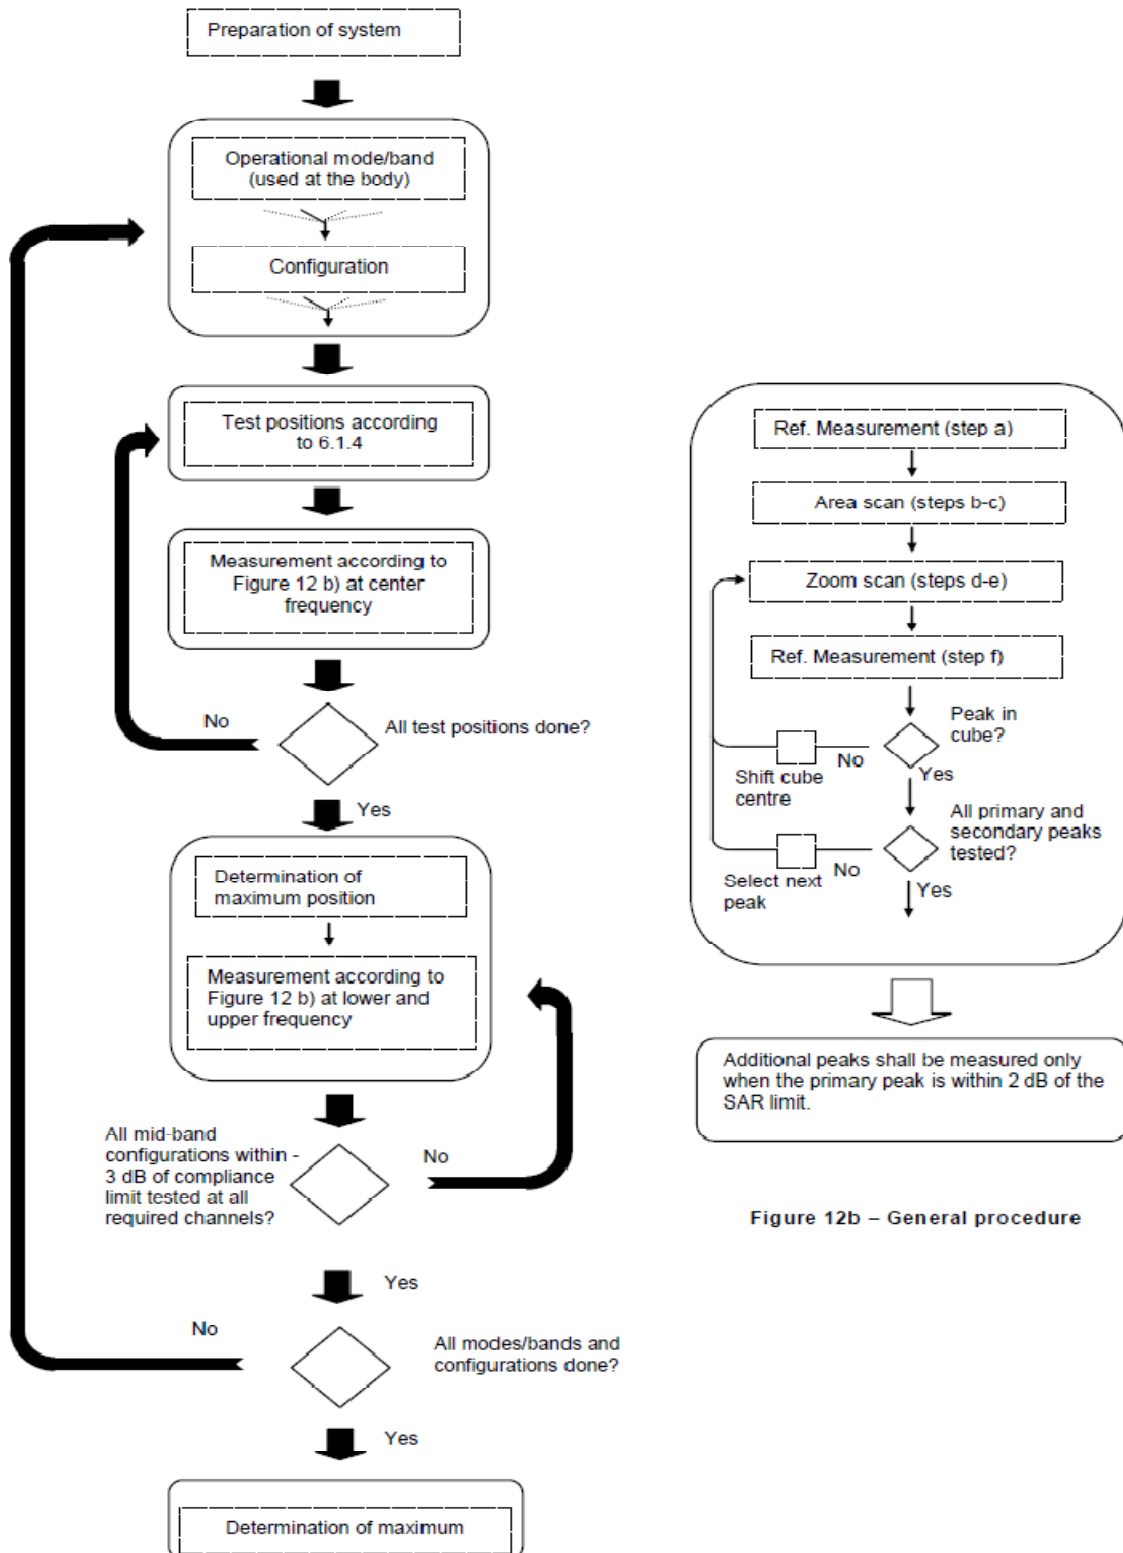 Preparation of system
Operational mode/band
(used at the body)
Configuration
Test positions according
to 6.1.4
Measurement according to
Figure 12 b) at center
frequency
No
All test positions done?
Yes
Determination of
maximum position
Measurement according to
Figure 12 b) at lower and
upper frequency
All mid-band
configurations within -
3 dB of compliance
limit tested at all
required channels?
No
Yes
No
All modes/bands and
configurations done?
Yes
Determination of maximum
Ref. Measurement (step a)
Area scan (steps b-c)
Zoom scan (steps d-e)
Ref. Measurement (step f)
Peak in
cube?
No
Shift cube
centre
Yes
All primary and
secondary peaks
tested?
No
Select next
peak
Yes
Additional peaks shall be measured only
when the primary peak is within 2 dB of the
SAR limit.
Figure 12b – General procedure